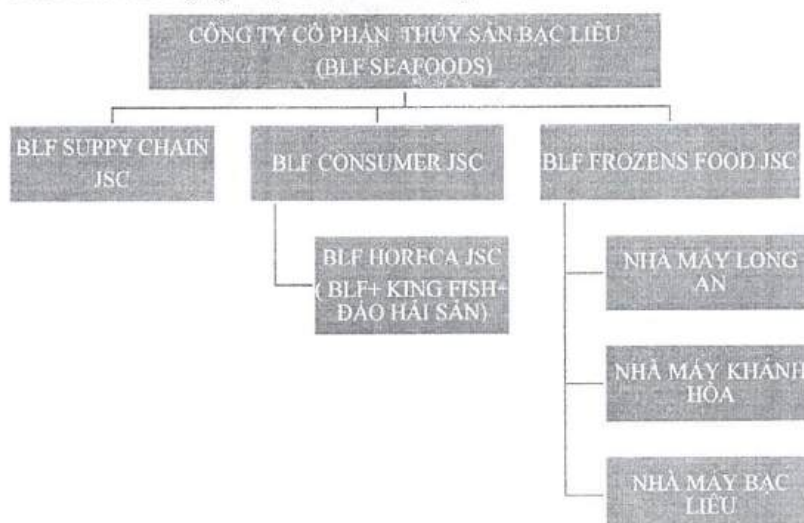 CÔNG TY CỔ PHẦN THỦY SẢN BẠC LIÊU
(BLF SEAFOODS)
BLF SUPPY CHAIN
JSC
BLF CONSUMER JSC
BLF HORECA JSC
( BLF+ KING FISH+
ĐẢO HẢI SẢN)
BLF FROZENS FOOD JSC
NHÀ MÁY LONG
AN
NHÀ MÁY KHÁNH
HÒA
NHÀ MÁY BẠC
LIÊU